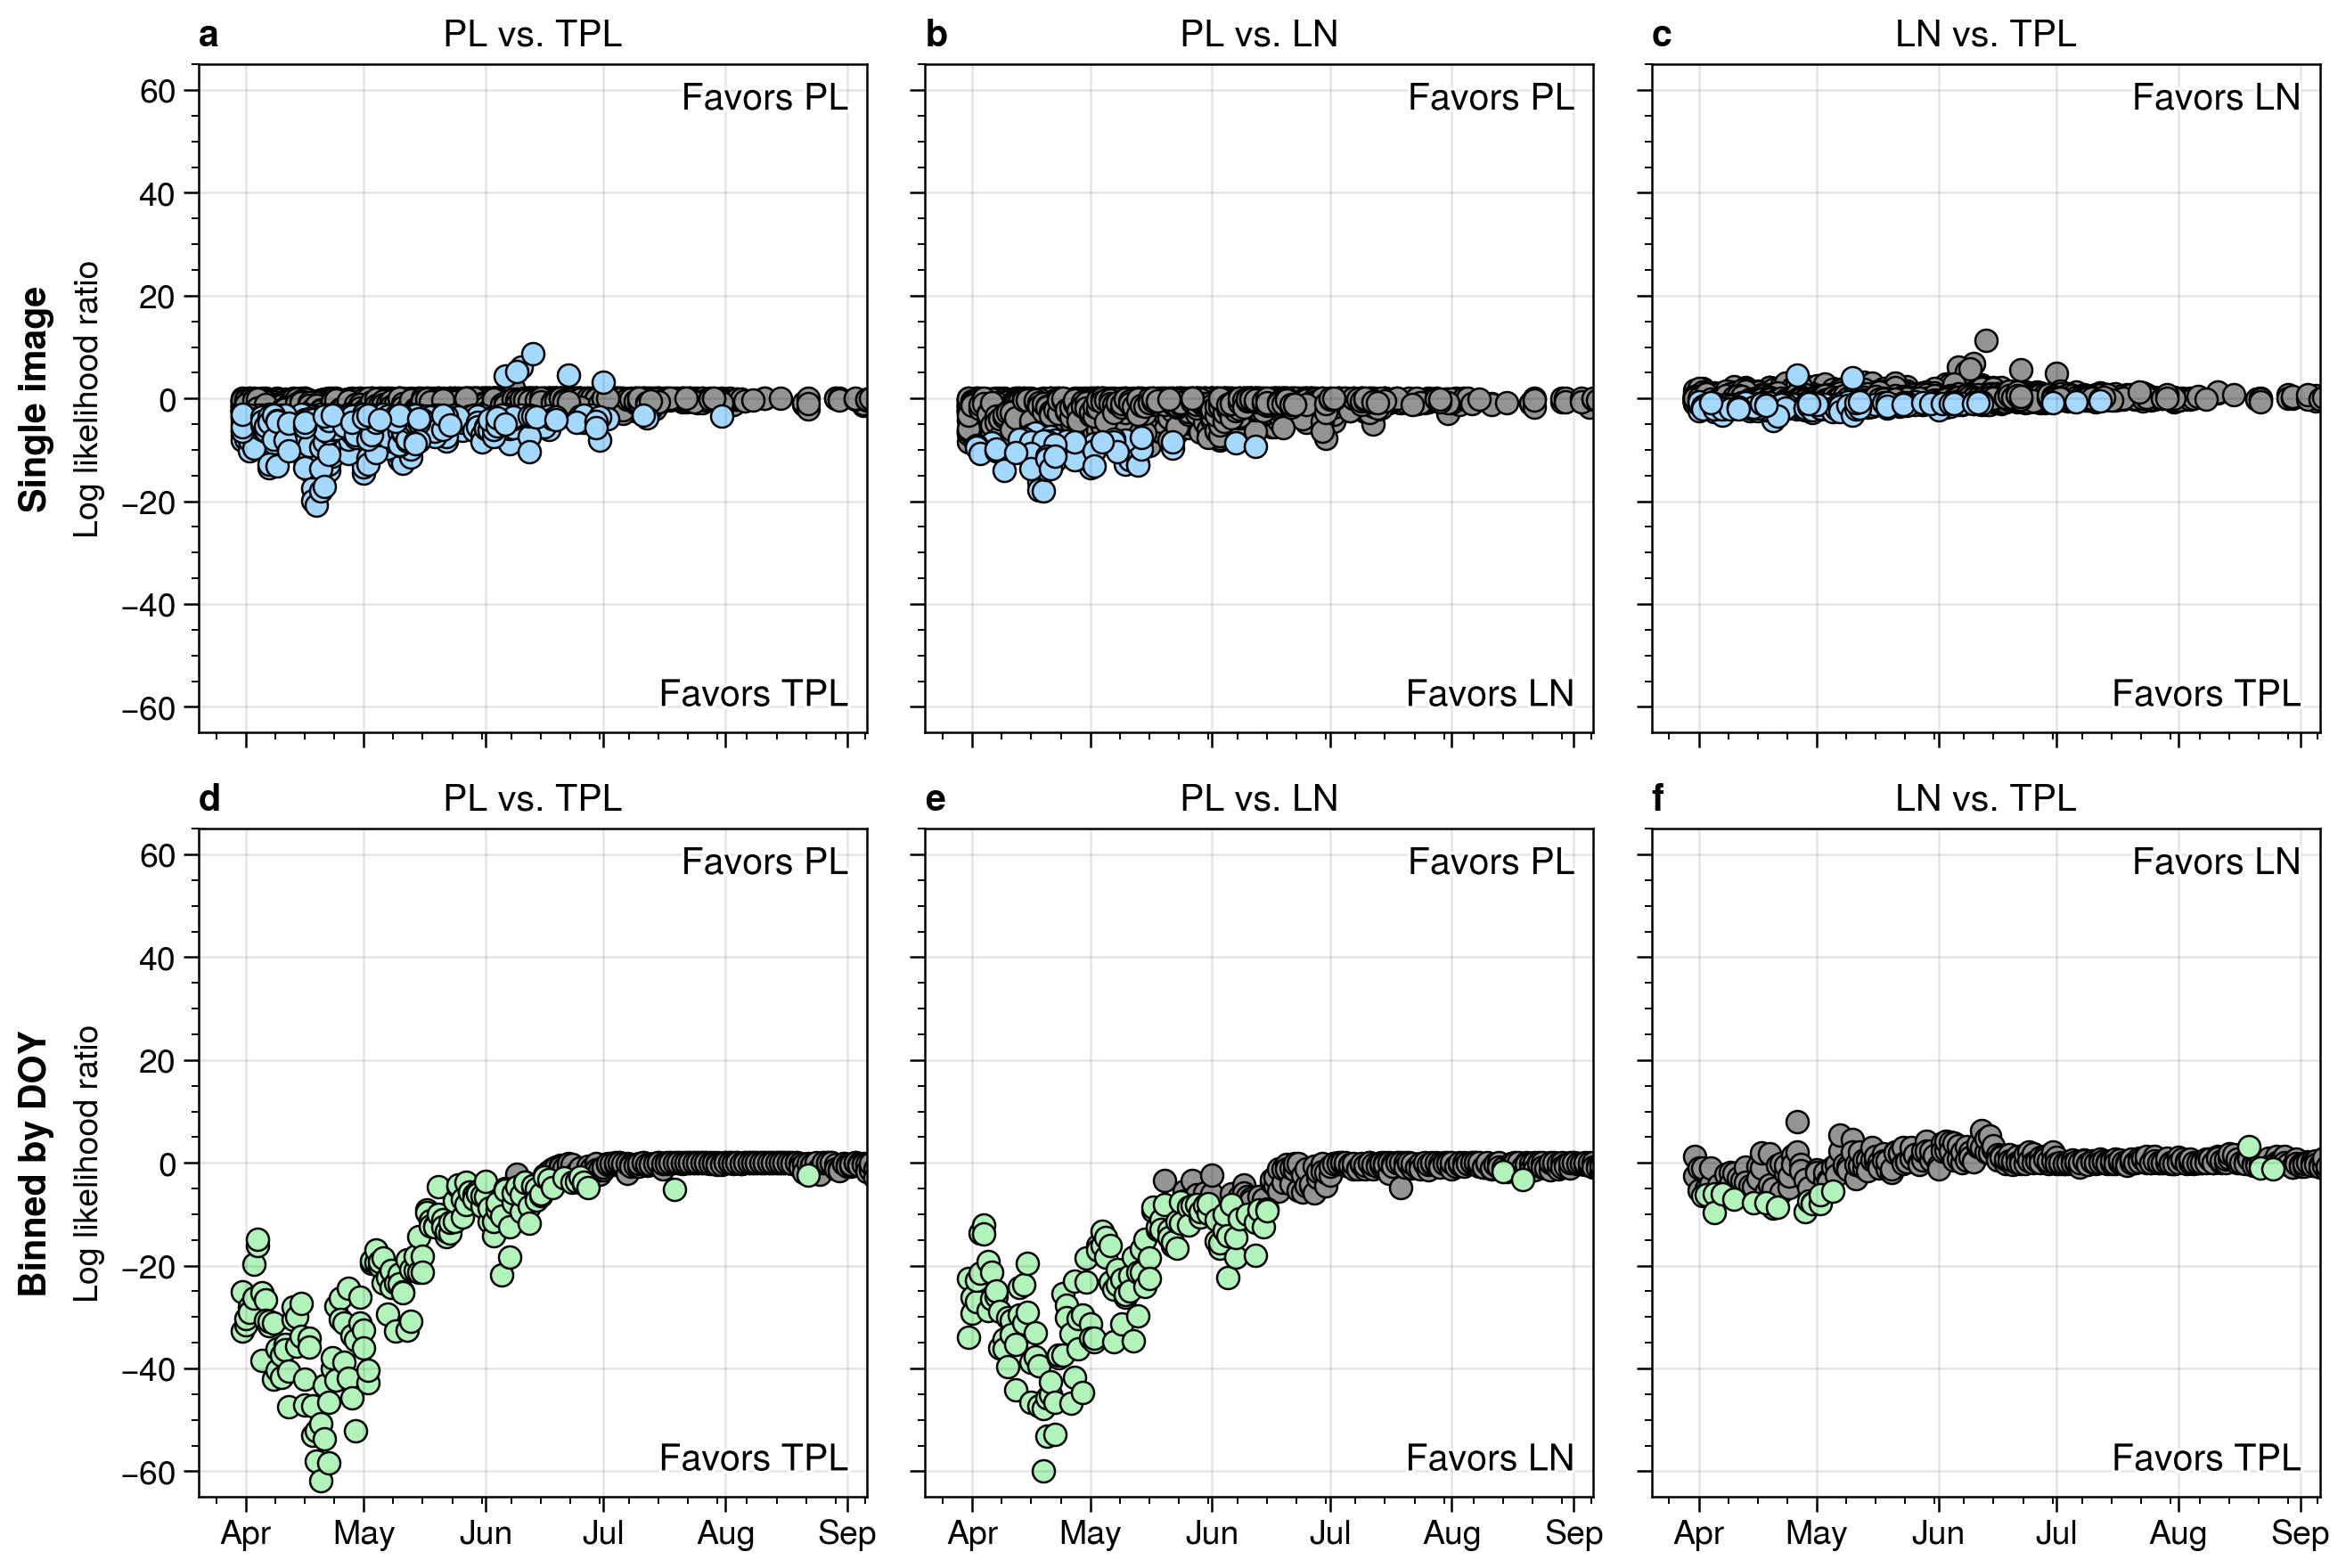 a PL vs. TPL
b PL vs. LN
c LN vs. TPL
Single image
Log likelihood ratio
60
40
20
0
−20
−40
−60
Favors PL
Favors TPL
Favors PL
Favors LN
Favors LN
Favors TPL
d PL vs. TPL
e PL vs. LN
f LN vs. TPL
Binned by DOY
Log likelihood ratio
60
40
20
0
−20
−40
−60
Favors PL
Favors TPL
Favors PL
Favors LN
Favors LN
Favors TPL
Apr May Jun Jul Aug Sep
Apr May Jun Jul Aug Sep
Apr May Jun Jul Aug Sep